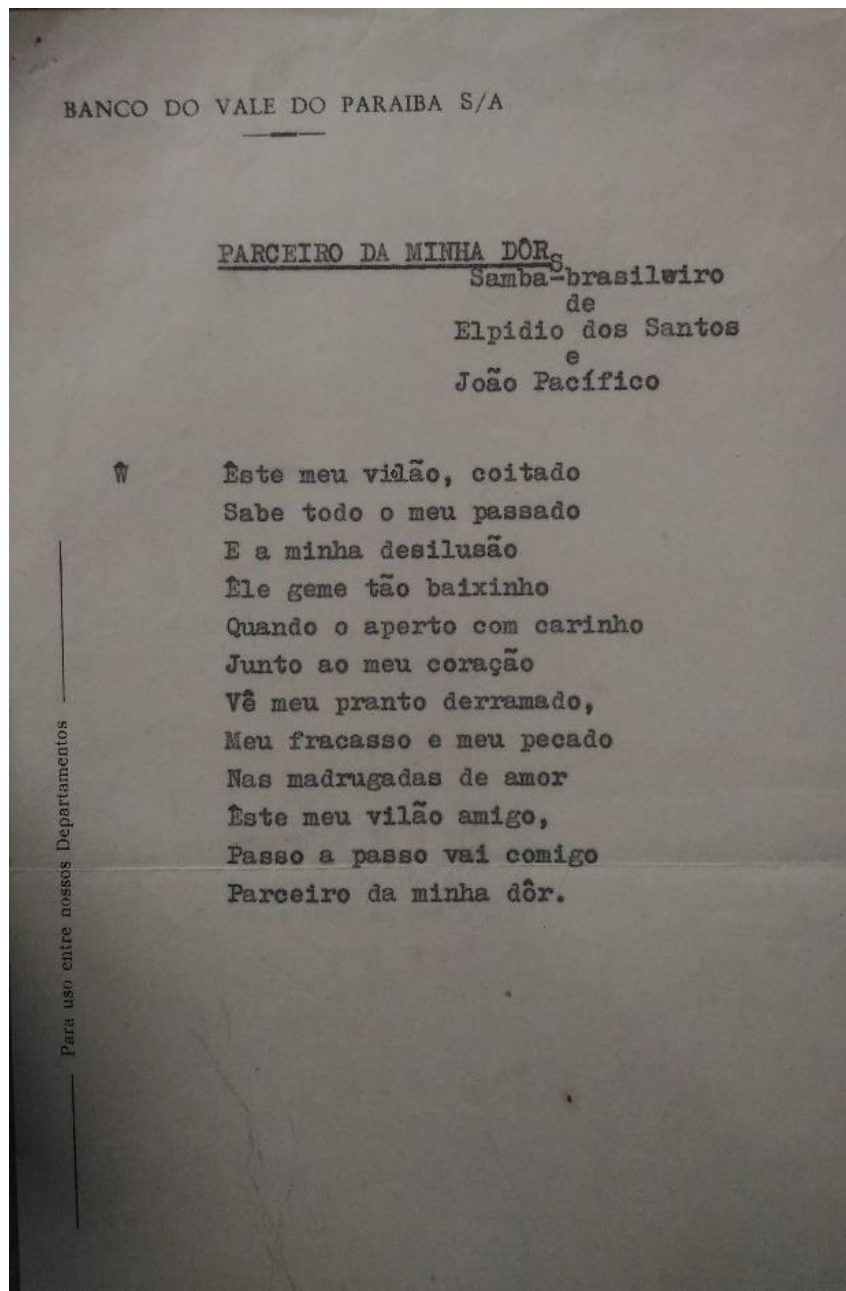 BANCO DO VALE DO PARAIBA S/A
PARCEIRO DA MINHA DÔR
Samba-brasileiro
de
Elpidio dos Santos
e
João Pacífico
Êste meu vilão, coitado
Sabe todo o meu passado
E a minha desilusão
Êle geme tão baixinho
Quando o aperto com carinho
Junto ao meu coração
Vê meu pranto derramado,
Meu fracasso e meu pecado
Nas madrugadas de amor
Êste meu vilão amigo,
Passo a passo vai comigo
Parceiro da minha dôr.
Para uso entre nossos Departamentos